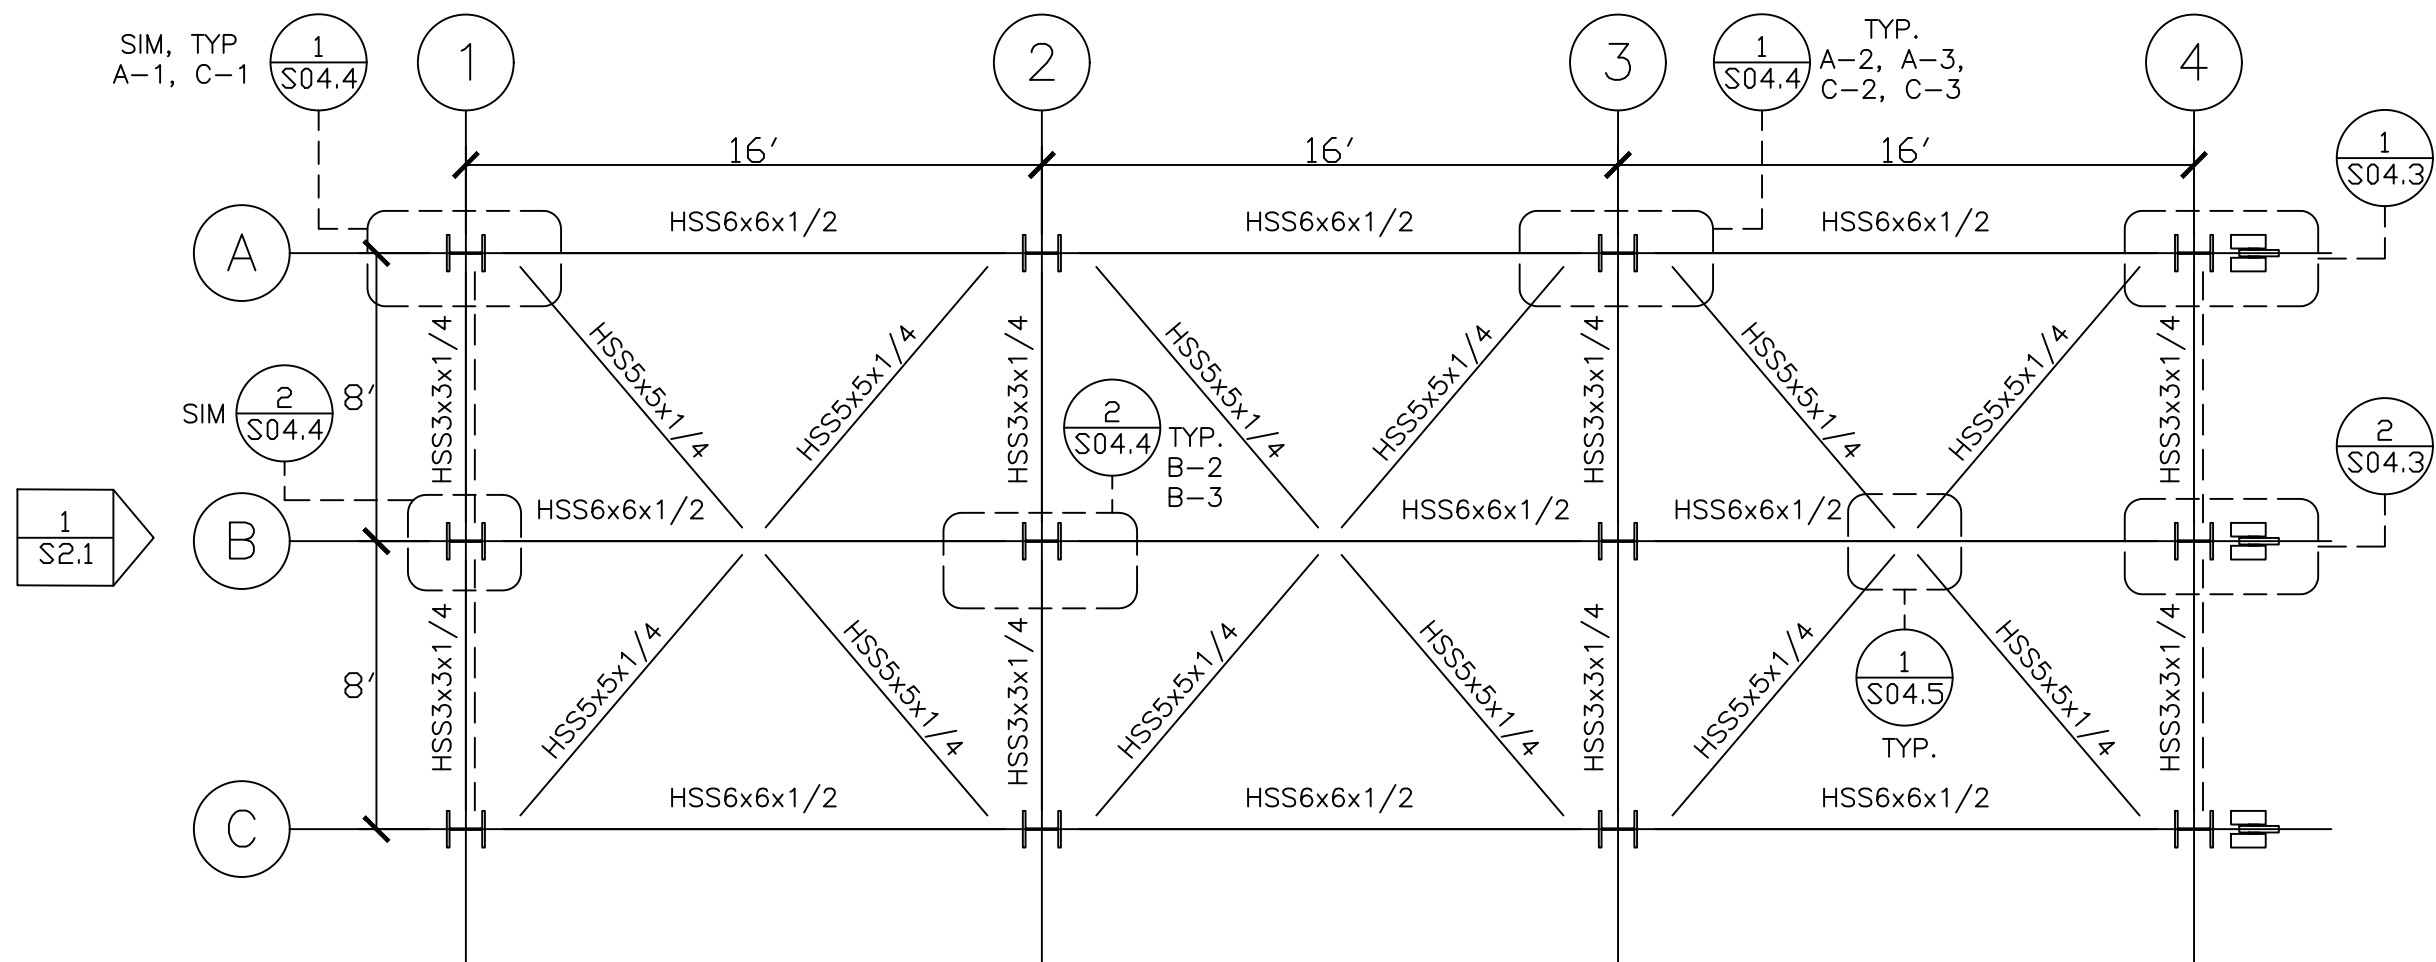 SIM, TYP
A-1, C-1
1
S04.4
1
2
3
1
S04.4
TYP.
A-2, A-3,
C-2, C-3
4
1
S04.3
16'
16'
16'
A
HSS6x6x1/2
HSS6x6x1/2
HSS6x6x1/2
8'
HSS3x3x1/4
HSS5x5x1/4
HSS5x5x1/4
HSS3x3x1/4
HSS5x5x1/4
HSS5x5x1/4
HSS3x3x1/4
HSS5x5x1/4
HSS5x5x1/4
HSS3x3x1/4
SIM
2
S04.4
2
S04.4
TYP.
B-2
B-3
2
S04.3
1
S2.1
B
HSS6x6x1/2
HSS6x6x1/2
HSS6x6x1/2
8'
HSS3x3x1/4
HSS5x5x1/4
HSS5x5x1/4
HSS3x3x1/4
HSS5x5x1/4
HSS5x5x1/4
HSS3x3x1/4
HSS5x5x1/4
1
S04.5
TYP.
HSS5x5x1/4
HSS3x3x1/4
C
HSS6x6x1/2
HSS6x6x1/2
HSS6x6x1/2